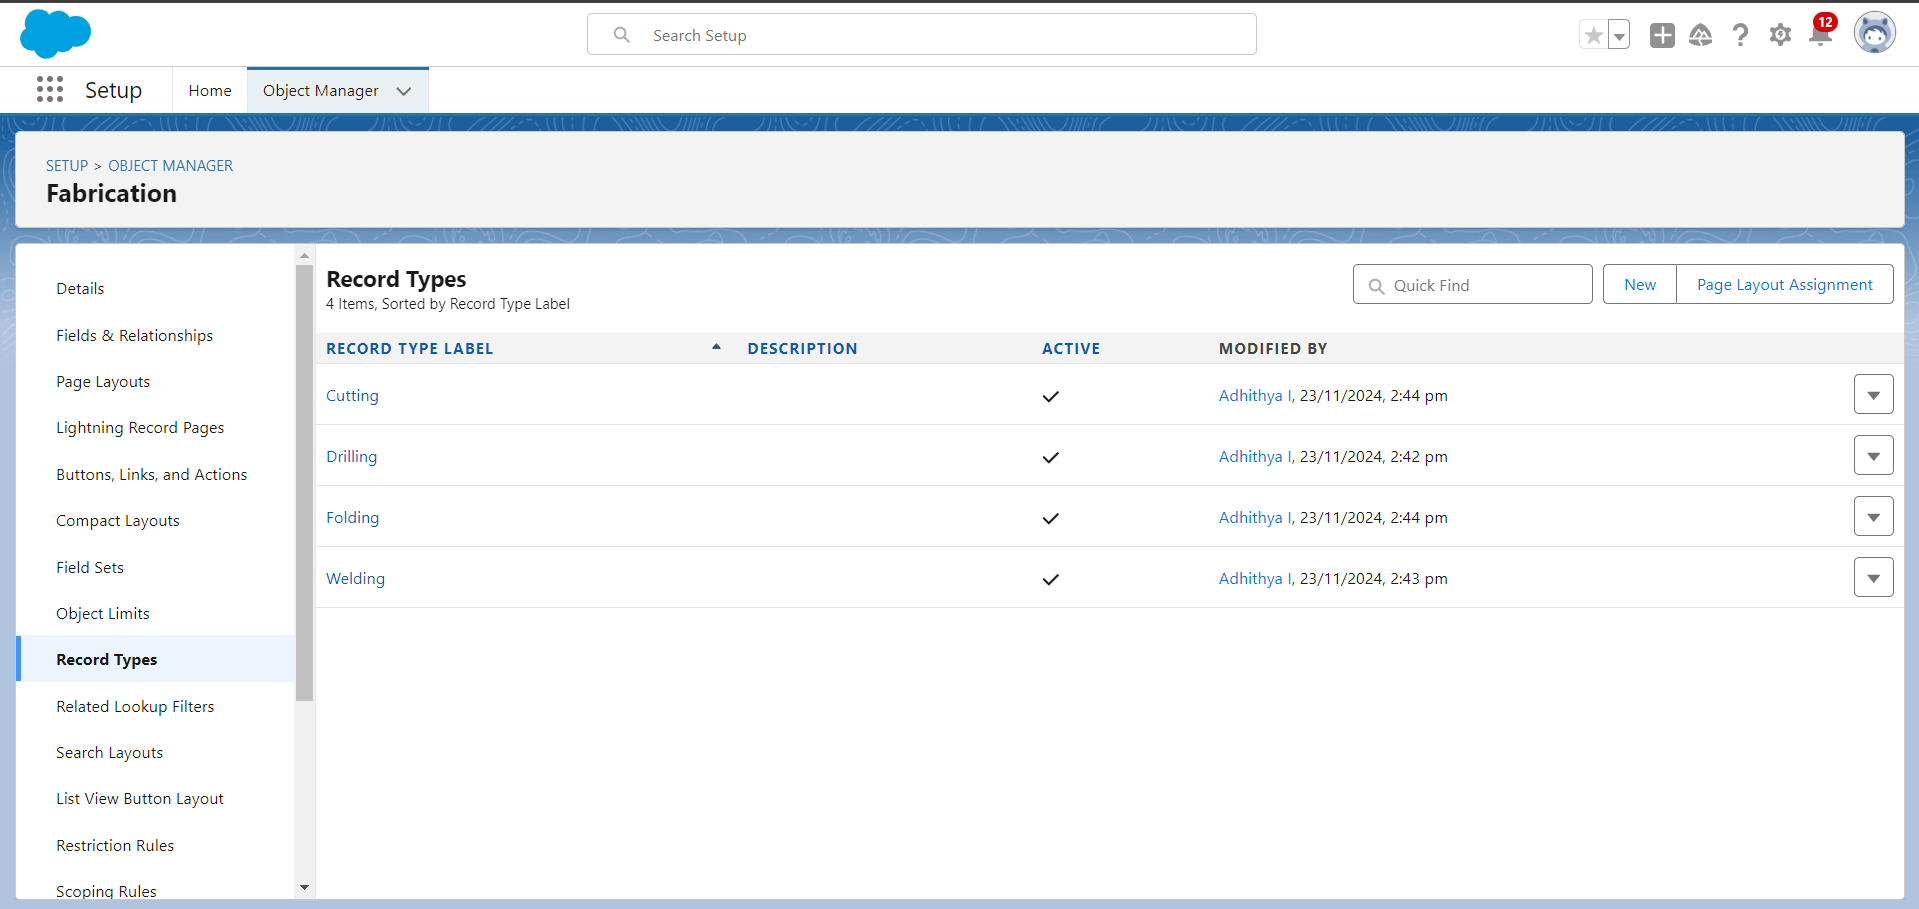 Search Setup
12
Setup
Home
Object Manager
SETUP > OBJECT MANAGER
Fabrication
Details
Fields & Relationships
Page Layouts
Lightning Record Pages
Buttons, Links, and Actions
Compact Layouts
Field Sets
Object Limits
Record Types
Related Lookup Filters
Search Layouts
List View Button Layout
Restriction Rules
Scoping Rules
Record Types
4 Items, Sorted by Record Type Label
Quick Find
New
Page Layout Assignment
RECORD TYPE LABEL DESCRIPTION ACTIVE MODIFIED BY
Cutting Adhithya I, 23/11/2024, 2:44 pm
Drilling Adhithya I, 23/11/2024, 2:42 pm
Folding Adhithya I, 23/11/2024, 2:44 pm
Welding Adhithya I, 23/11/2024, 2:43 pm